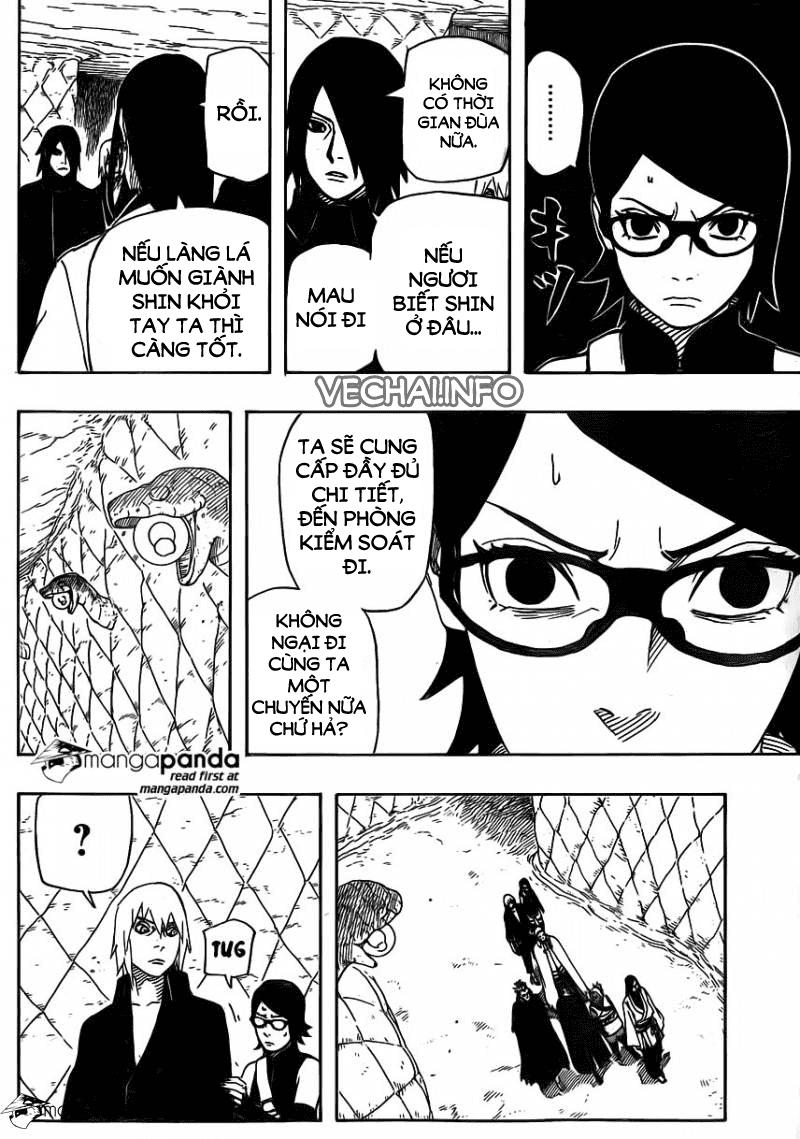 .........
キッ
KHÔNG
CÓ THỜI
GIAN ĐÙA
NỮA.
NẾU
NGƯƠI
BIẾT SHIN
Ở ĐÂU...
MAU
NÓI ĐI
RỒI.
NẾU LÀNG LÁ
MUỐN GIÀNH
SHIN KHỎI
TAY TA THÌ
CÀNG TỐT.
VECHAI.INFO
TA SẼ CUNG
CẤP ĐẦY ĐỦ
CHI TIẾT,
ĐẾN PHÒNG
KIỂM SOÁT
ĐI.
KHÔNG
NGẠI ĐI
CÙNG TA
MỘT
CHUYẾN NỮA
CHỨ HẢ?
mangapanda
read first at
mangapanda.com
?
TUG